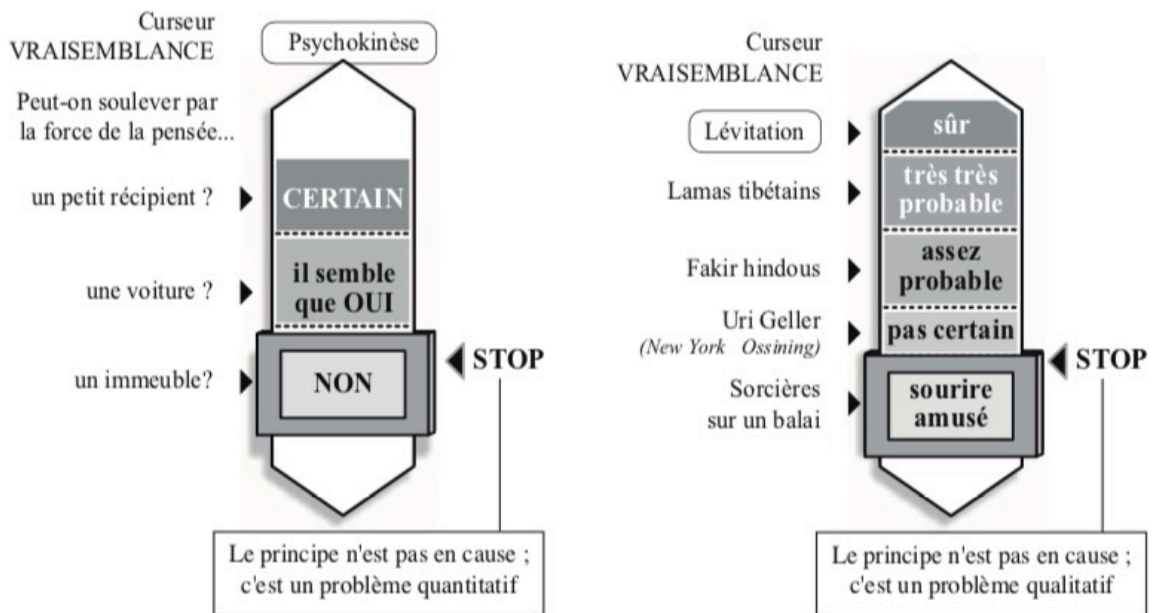 Curseur
VRAISEMBLANCE
Psychokinèse
Peut-on soulever par
la force de la pensée...
un petit récipient ?
CERTAIN
une voiture ?
il semble
que OUI
un immeuble?
NON
STOP
Le principe n'est pas en cause ;
c'est un problème quantitatif
Curseur
VRAISEMBLANCE
Lévitation
sûr
Lamas tibétains
très très
probable
Fakir hindous
assez
probable
Uri Geller
(New York Ossining)
pas certain
STOP
Sorcières
sur un balai
sourire
amusé
Le principe n'est pas en cause ;
c'est un problème qualitatif